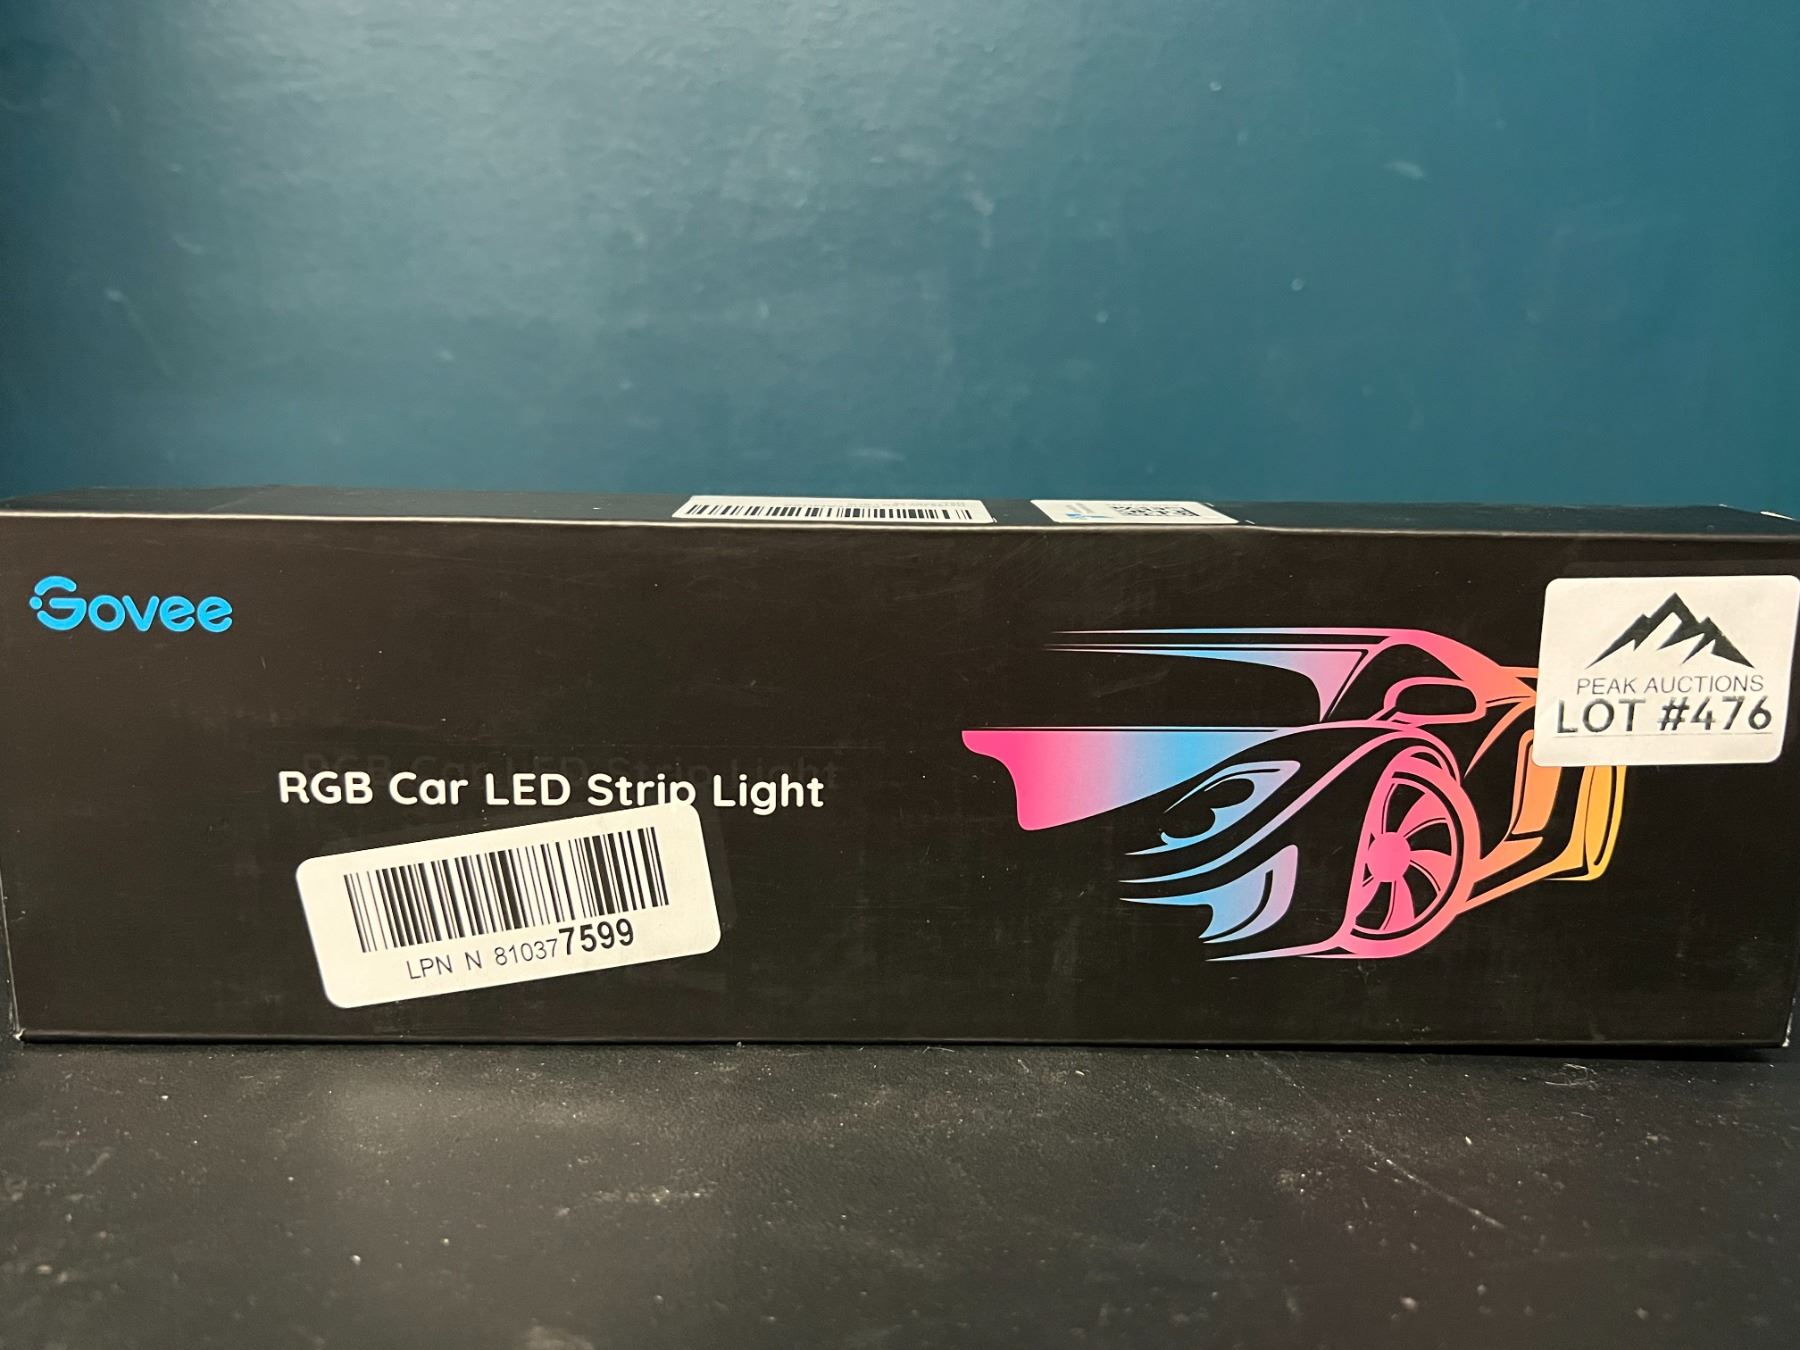 Govee
PEAK AUCTIONS
LOT #476
RGB Car LED Strip Light
LPN N 810377599